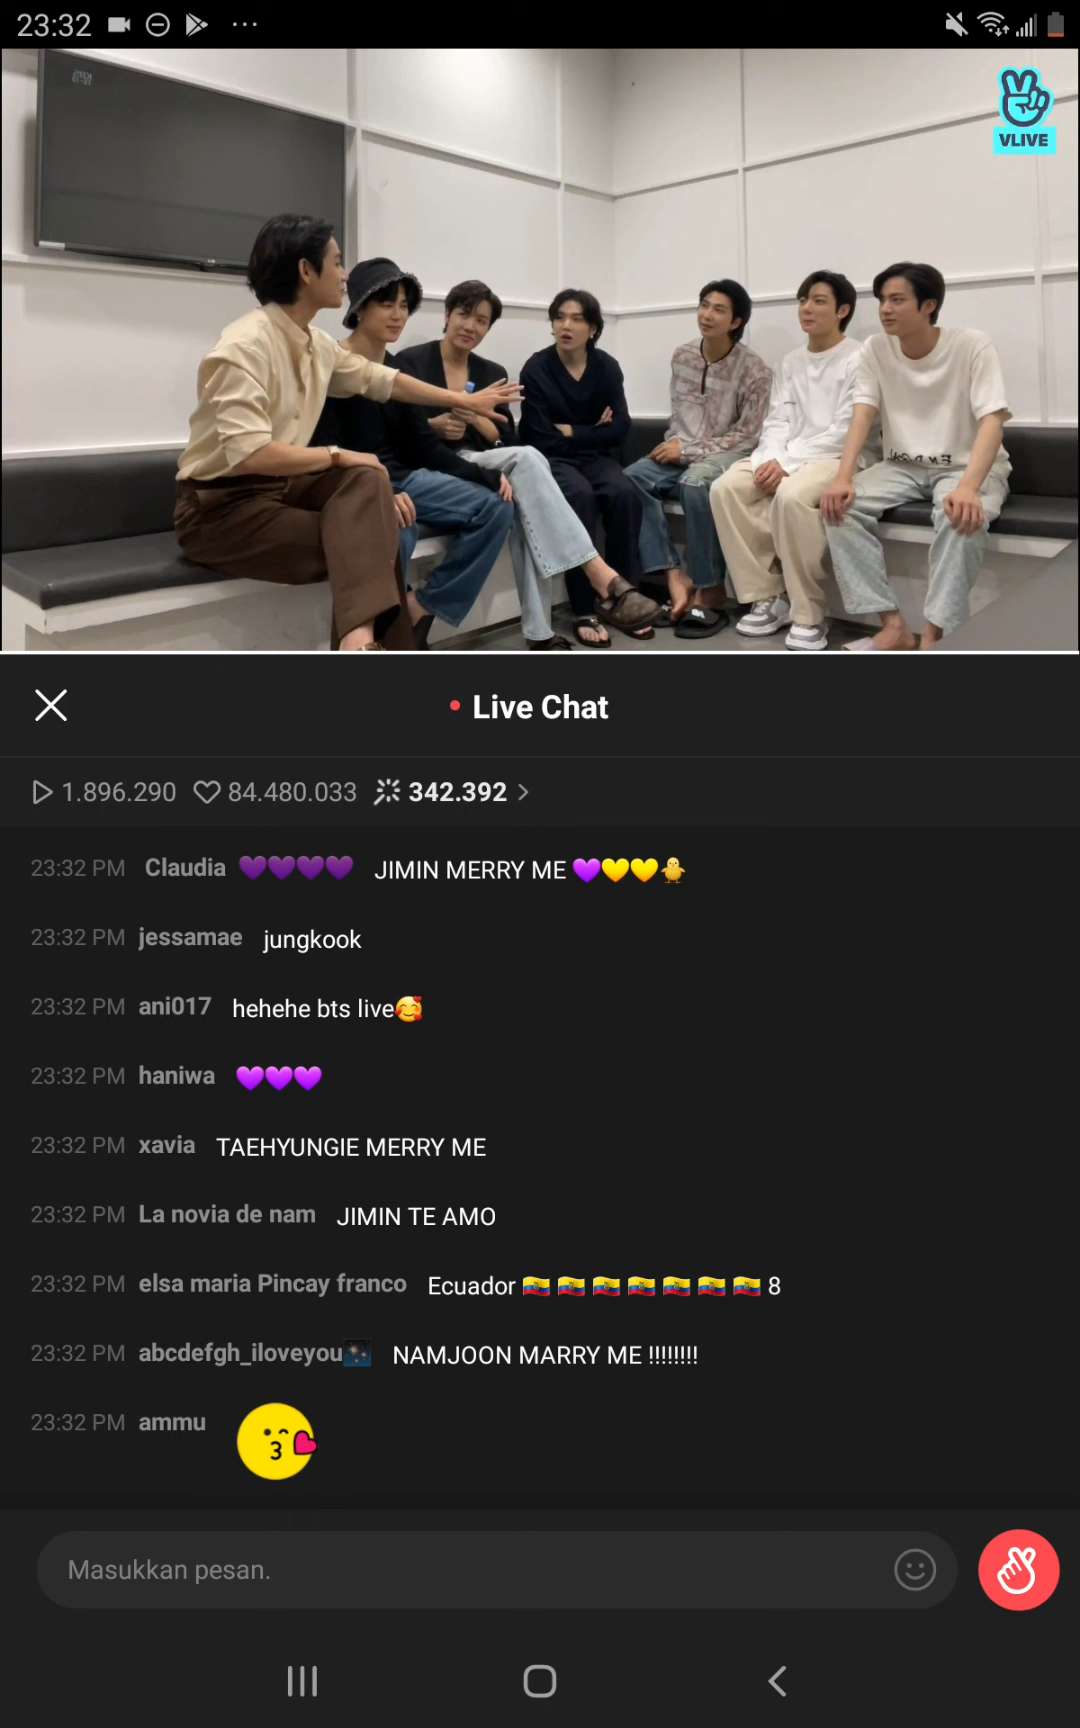 23:32
VLIVE
Live Chat
1.896.290 84.480.033 342.392
23:32 PM Claudia 💜💜💜💜 JIMIN MERRY ME 💜💛💛🐥
23:32 PM jessamae jungkook
23:32 PM ani017 hehehe bts live🥰
23:32 PM haniwa 💜💜💜
23:32 PM xavia TAEHYUNGIE MERRY ME
23:32 PM La novia de nam JIMIN TE AMO
23:32 PM elsa maria Pincay franco Ecuador 🇪🇨 🇪🇨 🇪🇨 🇪🇨 🇪🇨 🇪🇨 🇪🇨 8
23:32 PM abcdefgh_iloveyou🎆 NAMJOON MARRY ME !!!!!!!!
23:32 PM ammu
Masukkan pesan.